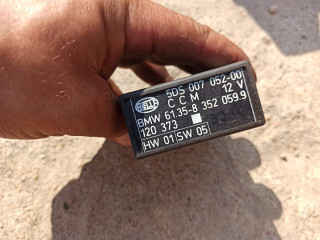 HELLA
5DS 007 052-00
C C M 12 V
BMW 61.35-8 352 059.9
120 373
HW 01 SW 05